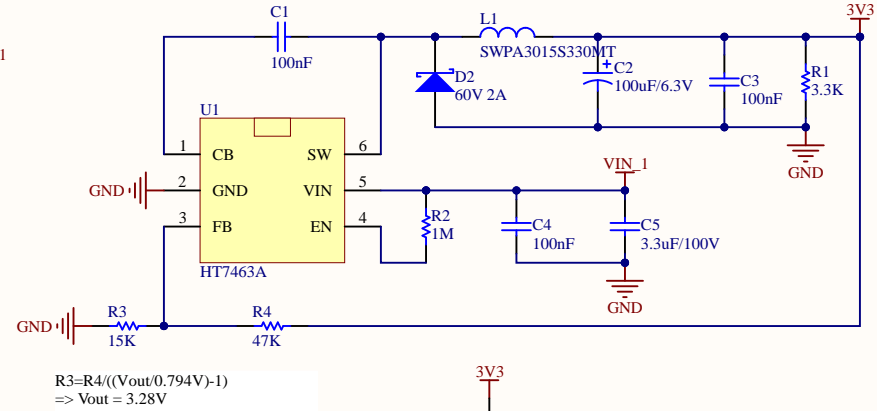 C1
100nF
L1
SWPA3015S330MT
3V3
1
D2
60V 2A
C2
100uF/6.3V
C3
100nF
R1
3.3K
GND
U1
1
CB
SW
6
GND
2
GND
VIN
5
3
FB
EN
4
HT7463A
VIN_1
R2
1M
C4
100nF
C5
3.3uF/100V
GND
GND
R3
15K
R4
47K
R3=R4/((Vout/0.794V)-1)
=> Vout = 3.28V
3V3